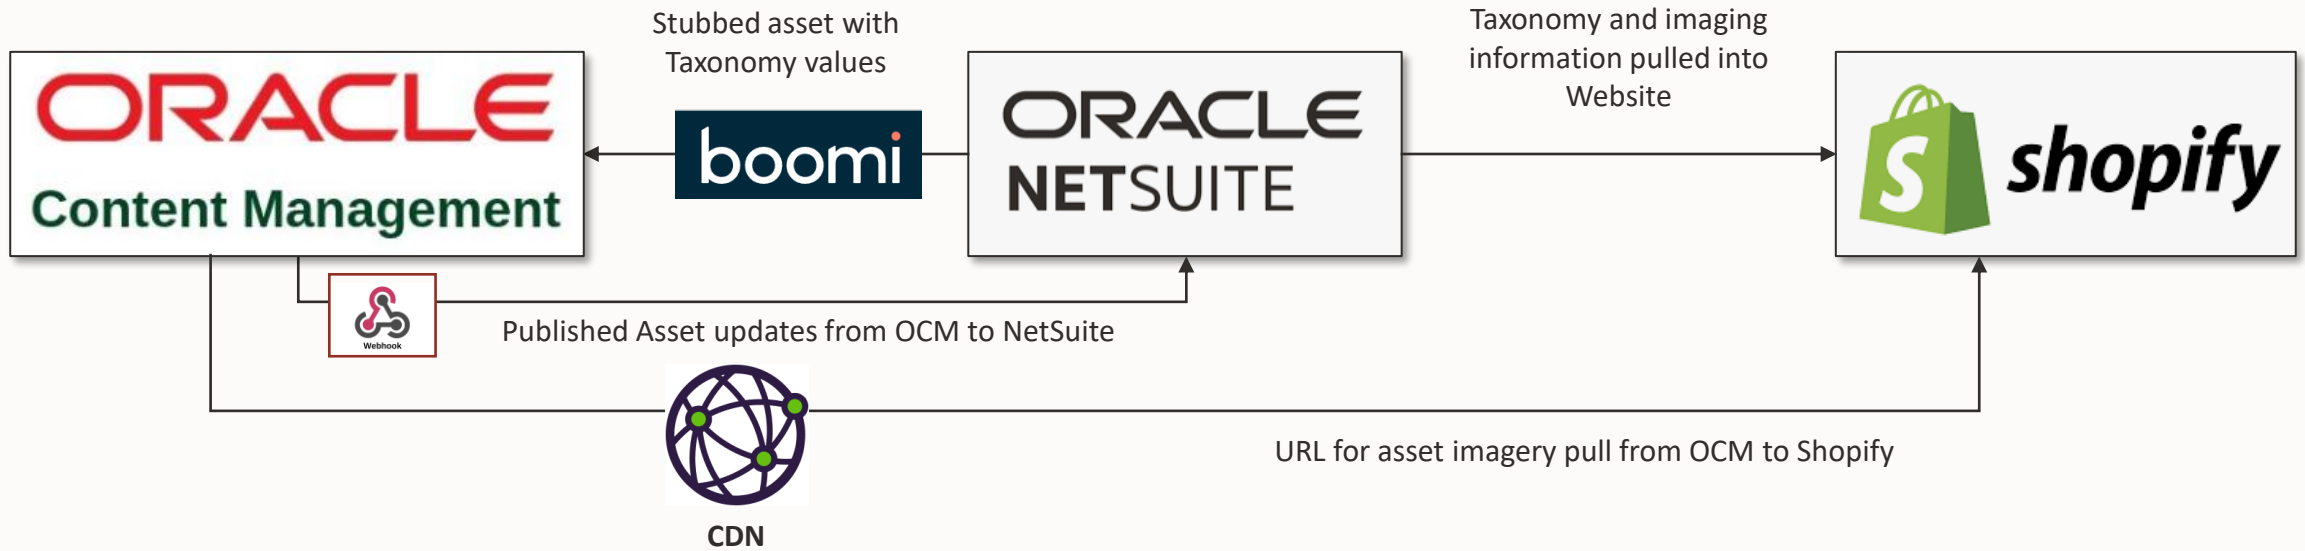 Stubbed asset with
Taxonomy values
Taxonomy and imaging
information pulled into
Website
ORACLE
Content Management
boomi
ORACLE
NETSUITE
shopify
Webhook
Published Asset updates from OCM to NetSuite
URL for asset imagery pull from OCM to Shopify
CDN